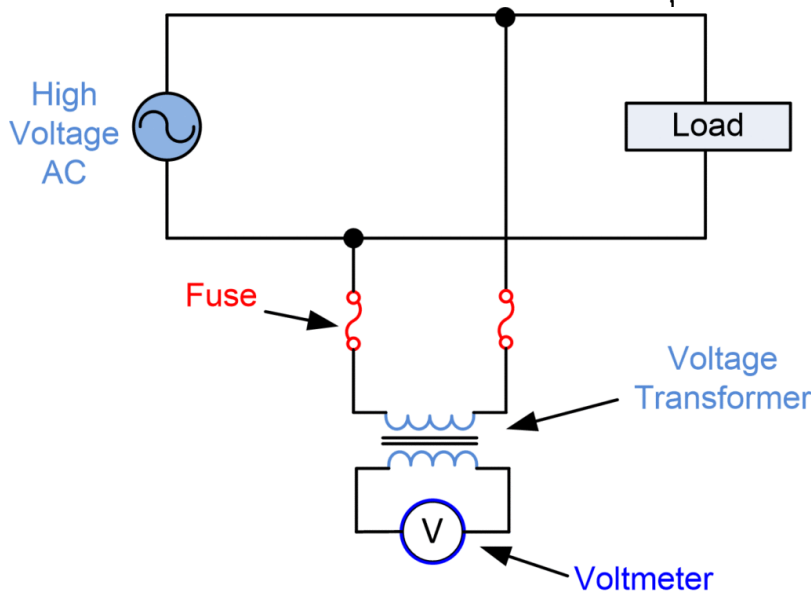 High
Voltage
AC
Load
Fuse
Voltage
Transformer
V
Voltmeter